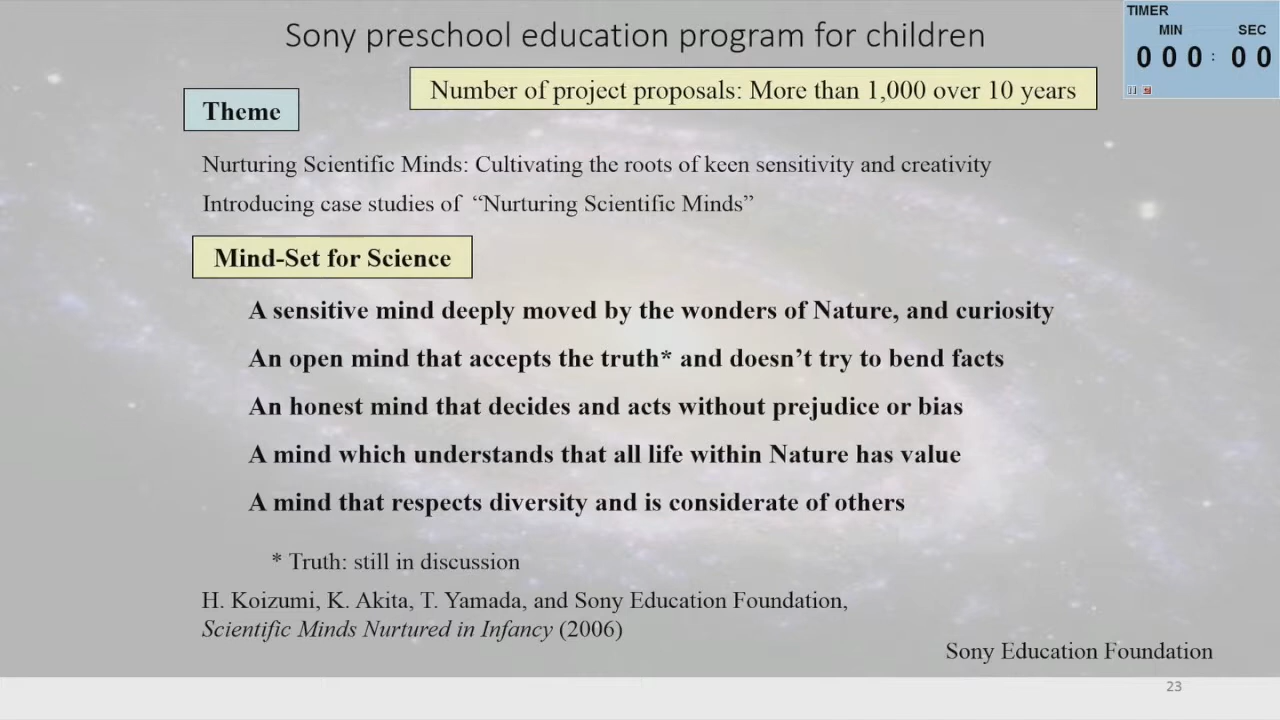 Sony preschool education program for children
TIMER
MIN SEC
000:00
Number of project proposals: More than 1,000 over 10 years
Theme
Nurturing Scientific Minds: Cultivating the roots of keen sensitivity and creativity
Introducing case studies of “Nurturing Scientific Minds”
Mind-Set for Science
A sensitive mind deeply moved by the wonders of Nature, and curiosity
An open mind that accepts the truth* and doesn’t try to bend facts
An honest mind that decides and acts without prejudice or bias
A mind which understands that all life within Nature has value
A mind that respects diversity and is considerate of others
* Truth: still in discussion
H. Koizumi, K. Akita, T. Yamada, and Sony Education Foundation,
Scientific Minds Nurtured in Infancy (2006)
Sony Education Foundation
23